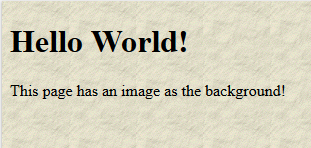 Hello World!
This page has an image as the background!